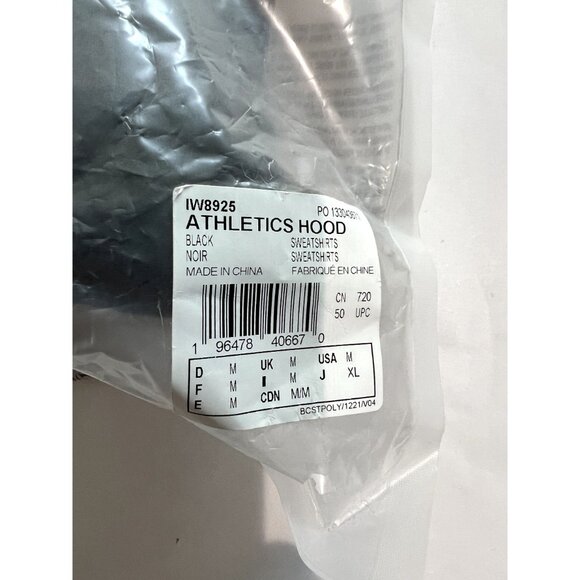 IW8925
PO 133040611
ATHLETICS HOOD
BLACK SWEATSHIRTS
NOIR SWEATSHIRTS
MADE IN CHINA FABRIQUÉ EN CHINE
CN 720
50 UPC
1 96478 40667 0
D M UK M USA M
F M I M J XL
E M CDN M/M
BCSTPOLY/1221/V04